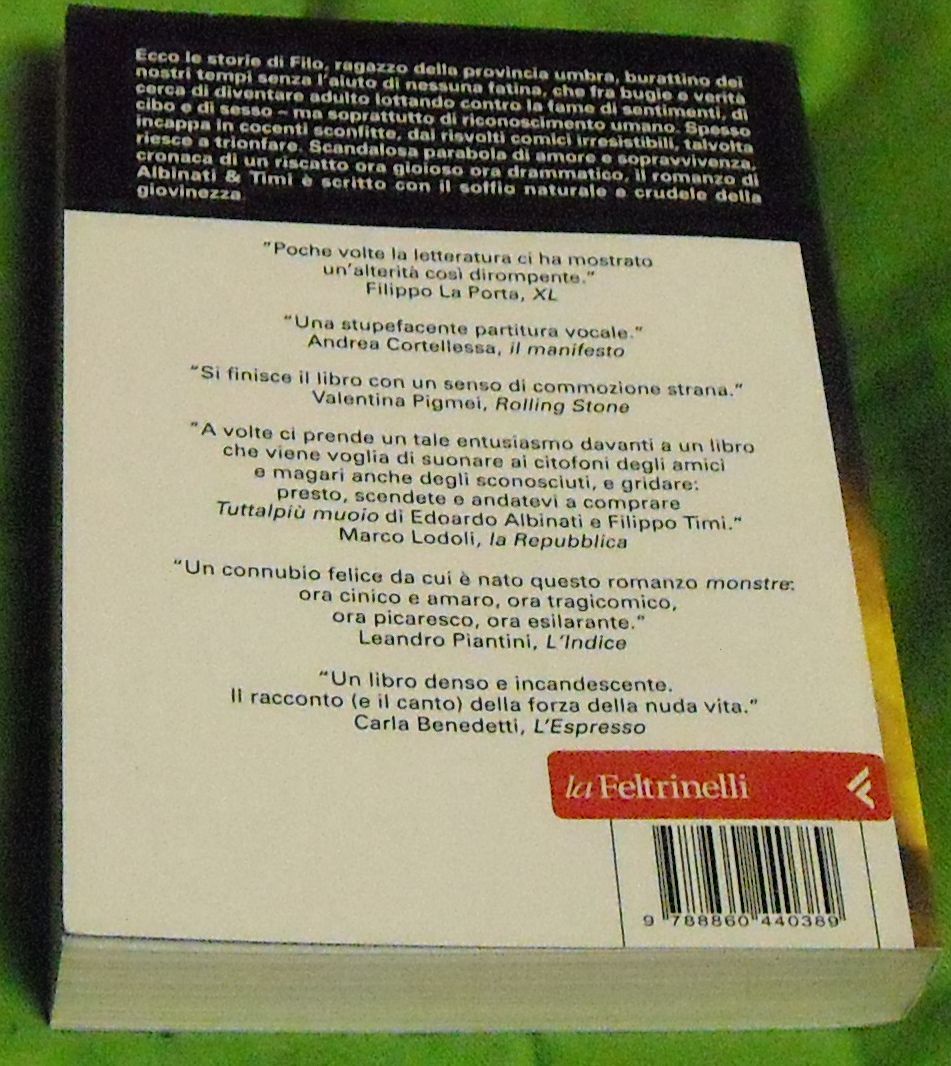 Ecco le storie di Filo, ragazzo della provincia umbra, burattino dei
nostri tempi senza l'aiuto di nessuna fatina, che fra bugie e verità
cerca di diventare adulto lottando contro la fame di sentimenti, di
cibo e di sesso – ma soprattutto di riconoscimento umano. Spesso
incappa in cocenti sconfitte, dai risvolti comici irresistibili, talvolta
riesce a trionfare. Scandalosa parabola di amore e sopravvivenza,
cronaca di un riscatto ora gioioso ora drammatico, il romanzo di
Albinati & Timi è scritto con il soffio naturale e crudele della
giovinezza.
"Poche volte la letteratura ci ha mostrato
un'alterità così dirompente."
Filippo La Porta, XL
"Una stupefacente partitura vocale."
Andrea Cortellessa, il manifesto
"Si finisce il libro con un senso di commozione strana."
Valentina Pigmei, Rolling Stone
"A volte ci prende un tale entusiasmo davanti a un libro
che viene voglia di suonare ai citofoni degli amici
e magari anche degli sconosciuti, e gridare:
presto, scendete e andatevi a comprare
Tuttalpiù muoio di Edoardo Albinati e Filippo Timi."
Marco Lodoli, la Repubblica
"Un connubio felice da cui è nato questo romanzo monstre:
ora cinico e amaro, ora tragicomico,
ora picaresco, ora esilarante."
Leandro Piantini, L'Indice
"Un libro denso e incandescente.
Il racconto (e il canto) della forza della nuda vita."
Carla Benedetti, L'Espresso
la Feltrinelli
9 788860 440389